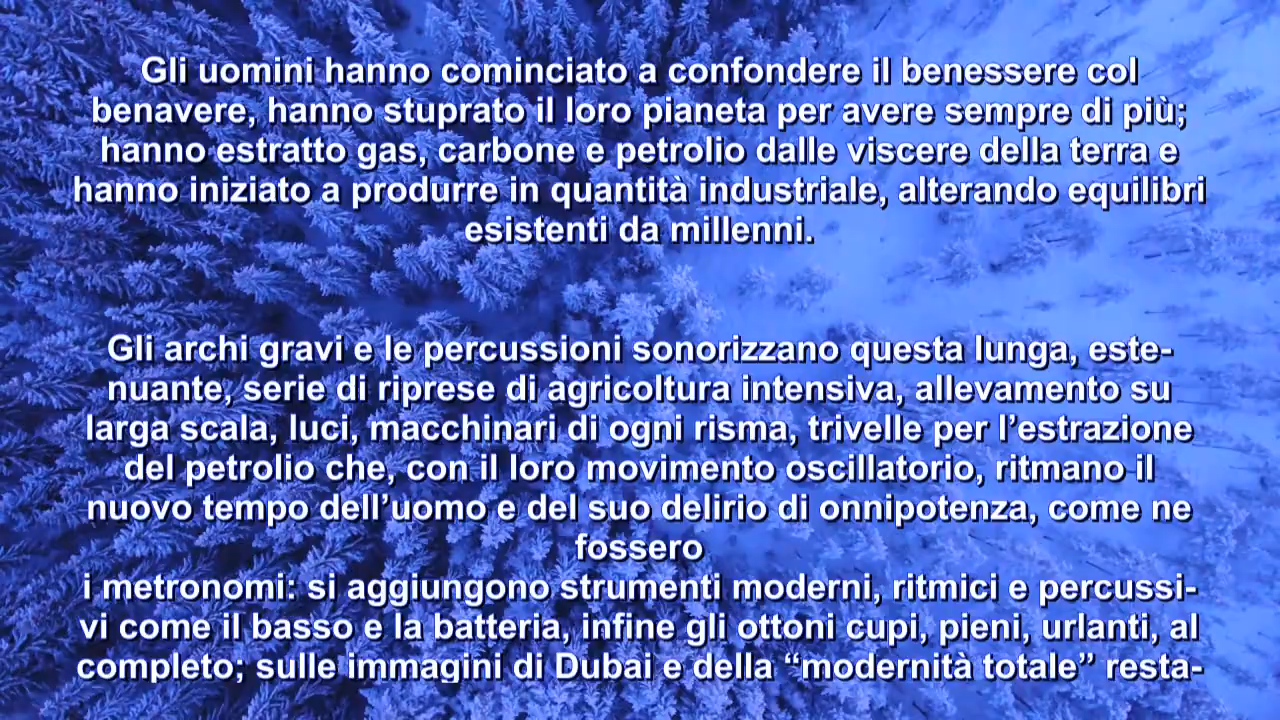 Gli uomini hanno cominciato a confondere il benessere col
benavere, hanno stuprato il loro pianeta per avere sempre di più;
hanno estratto gas, carbone e petrolio dalle viscere della terra e
hanno iniziato a produrre in quantità industriale, alterando equilibri
esistenti da millenni.
Gli archi gravi e le percussioni sonorizzano questa lunga, este-
nuante, serie di riprese di agricoltura intensiva, allevamento su
larga scala, luci, macchinari di ogni risma, trivelle per l’estrazione
del petrolio che, con il loro movimento oscillatorio, ritmano il
nuovo tempo dell’uomo e del suo delirio di onnipotenza, come ne
fossero
i metronomi: si aggiungono strumenti moderni, ritmici e percussi-
vi come il basso e la batteria, infine gli ottoni cupi, pieni, urlanti, al
completo; sulle immagini di Dubai e della “modernità totale” resta-